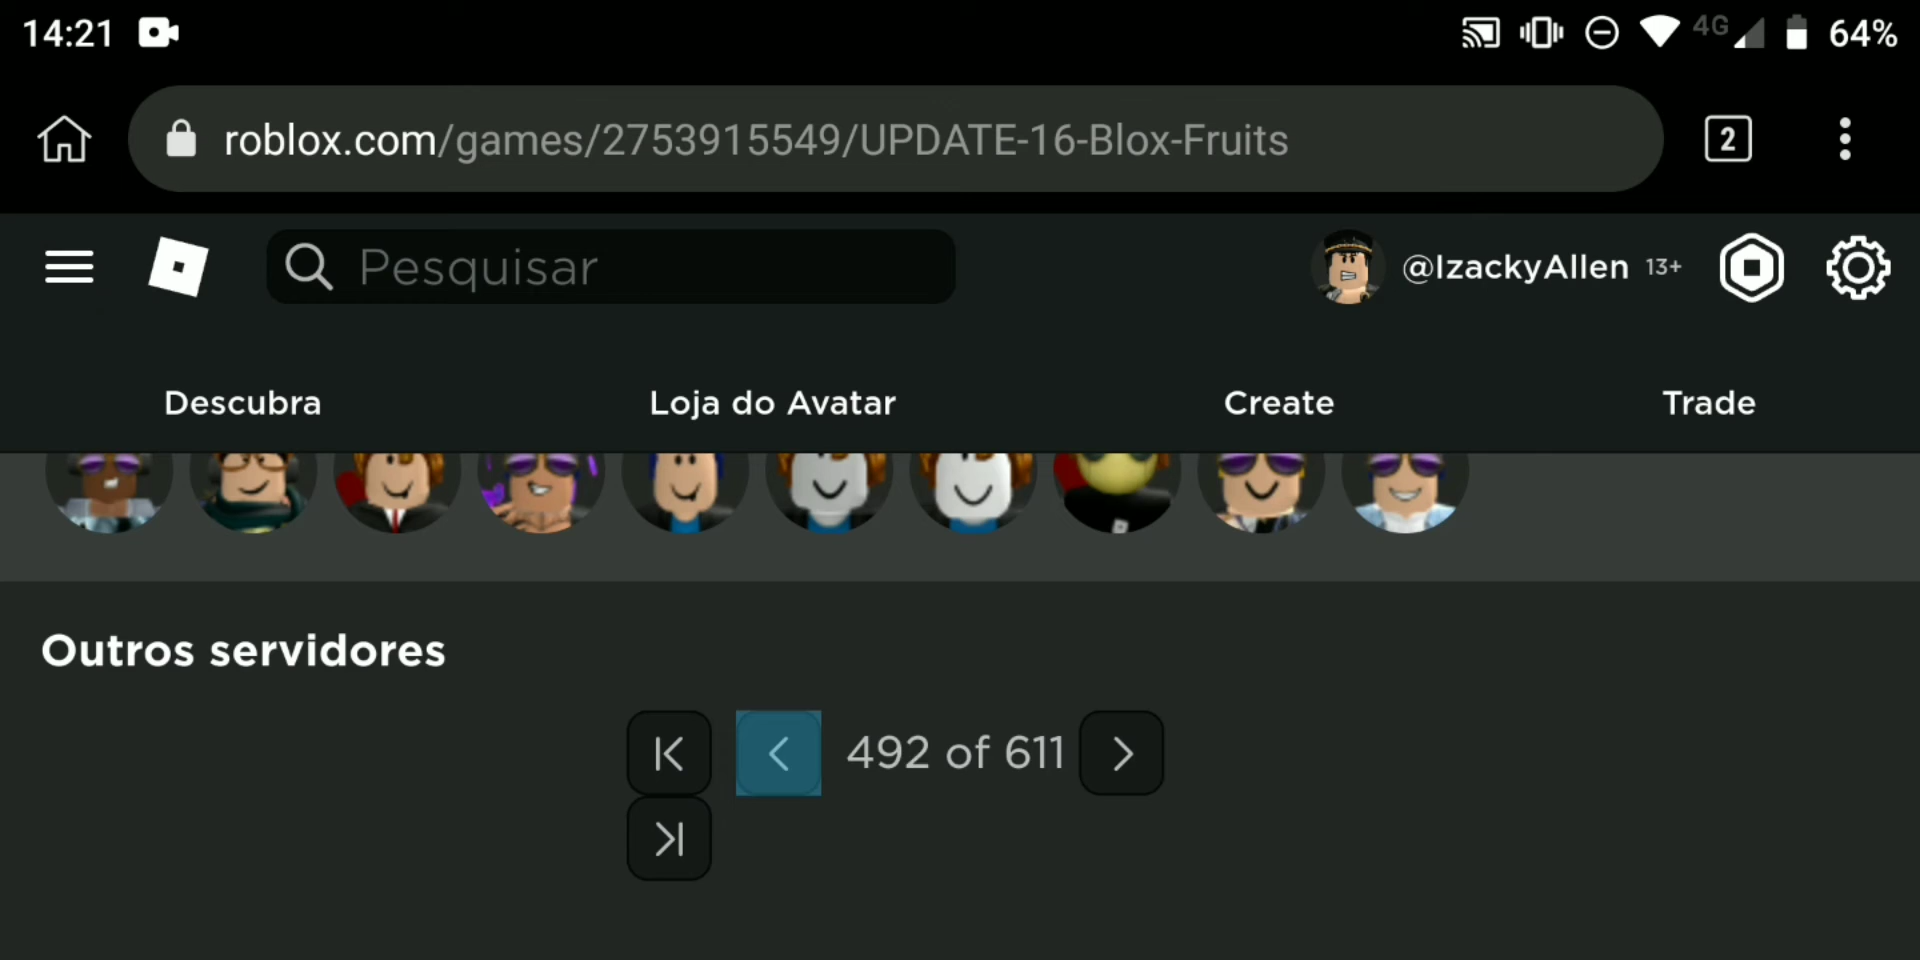 14:21 4G 64%
roblox.com/games/2753915549/UPDATE-16-Blox-Fruits 2
Pesquisar @IzackyAllen 13+
Descubra Loja do Avatar Create Trade
Outros servidores
492 of 611